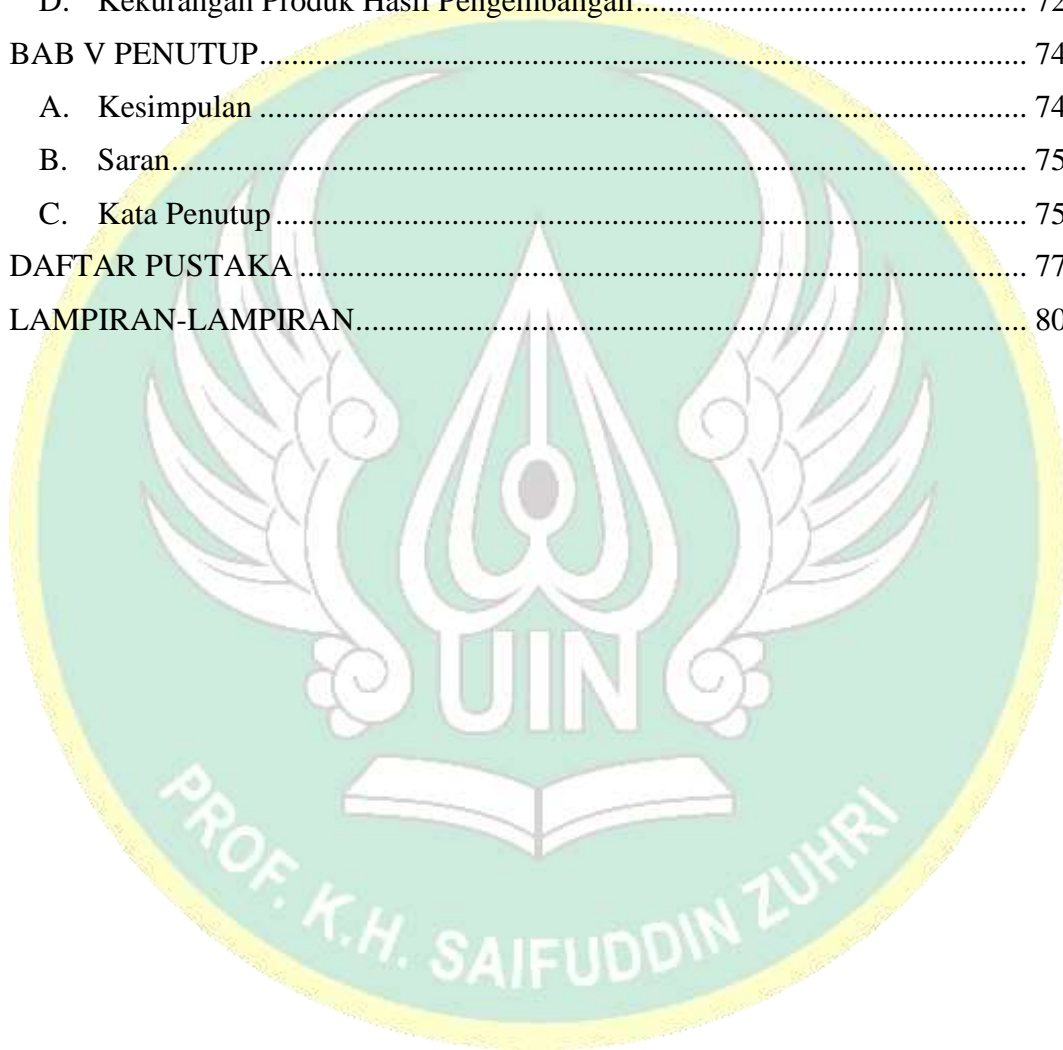 D. Kekurangan Produk Hasil Pengembangan............................................... 72
BAB V PENUTUP.............................................................................................. 74
A. Kesimpulan .............................................................................................. 74
B. Saran........................................................................................................ 75
C. Kata Penutup ........................................................................................... 75
DAFTAR PUSTAKA ......................................................................................... 77
LAMPIRAN-LAMPIRAN.................................................................................. 80
UIN
PROF. K.H. SAIFUDDIN ZUHRI